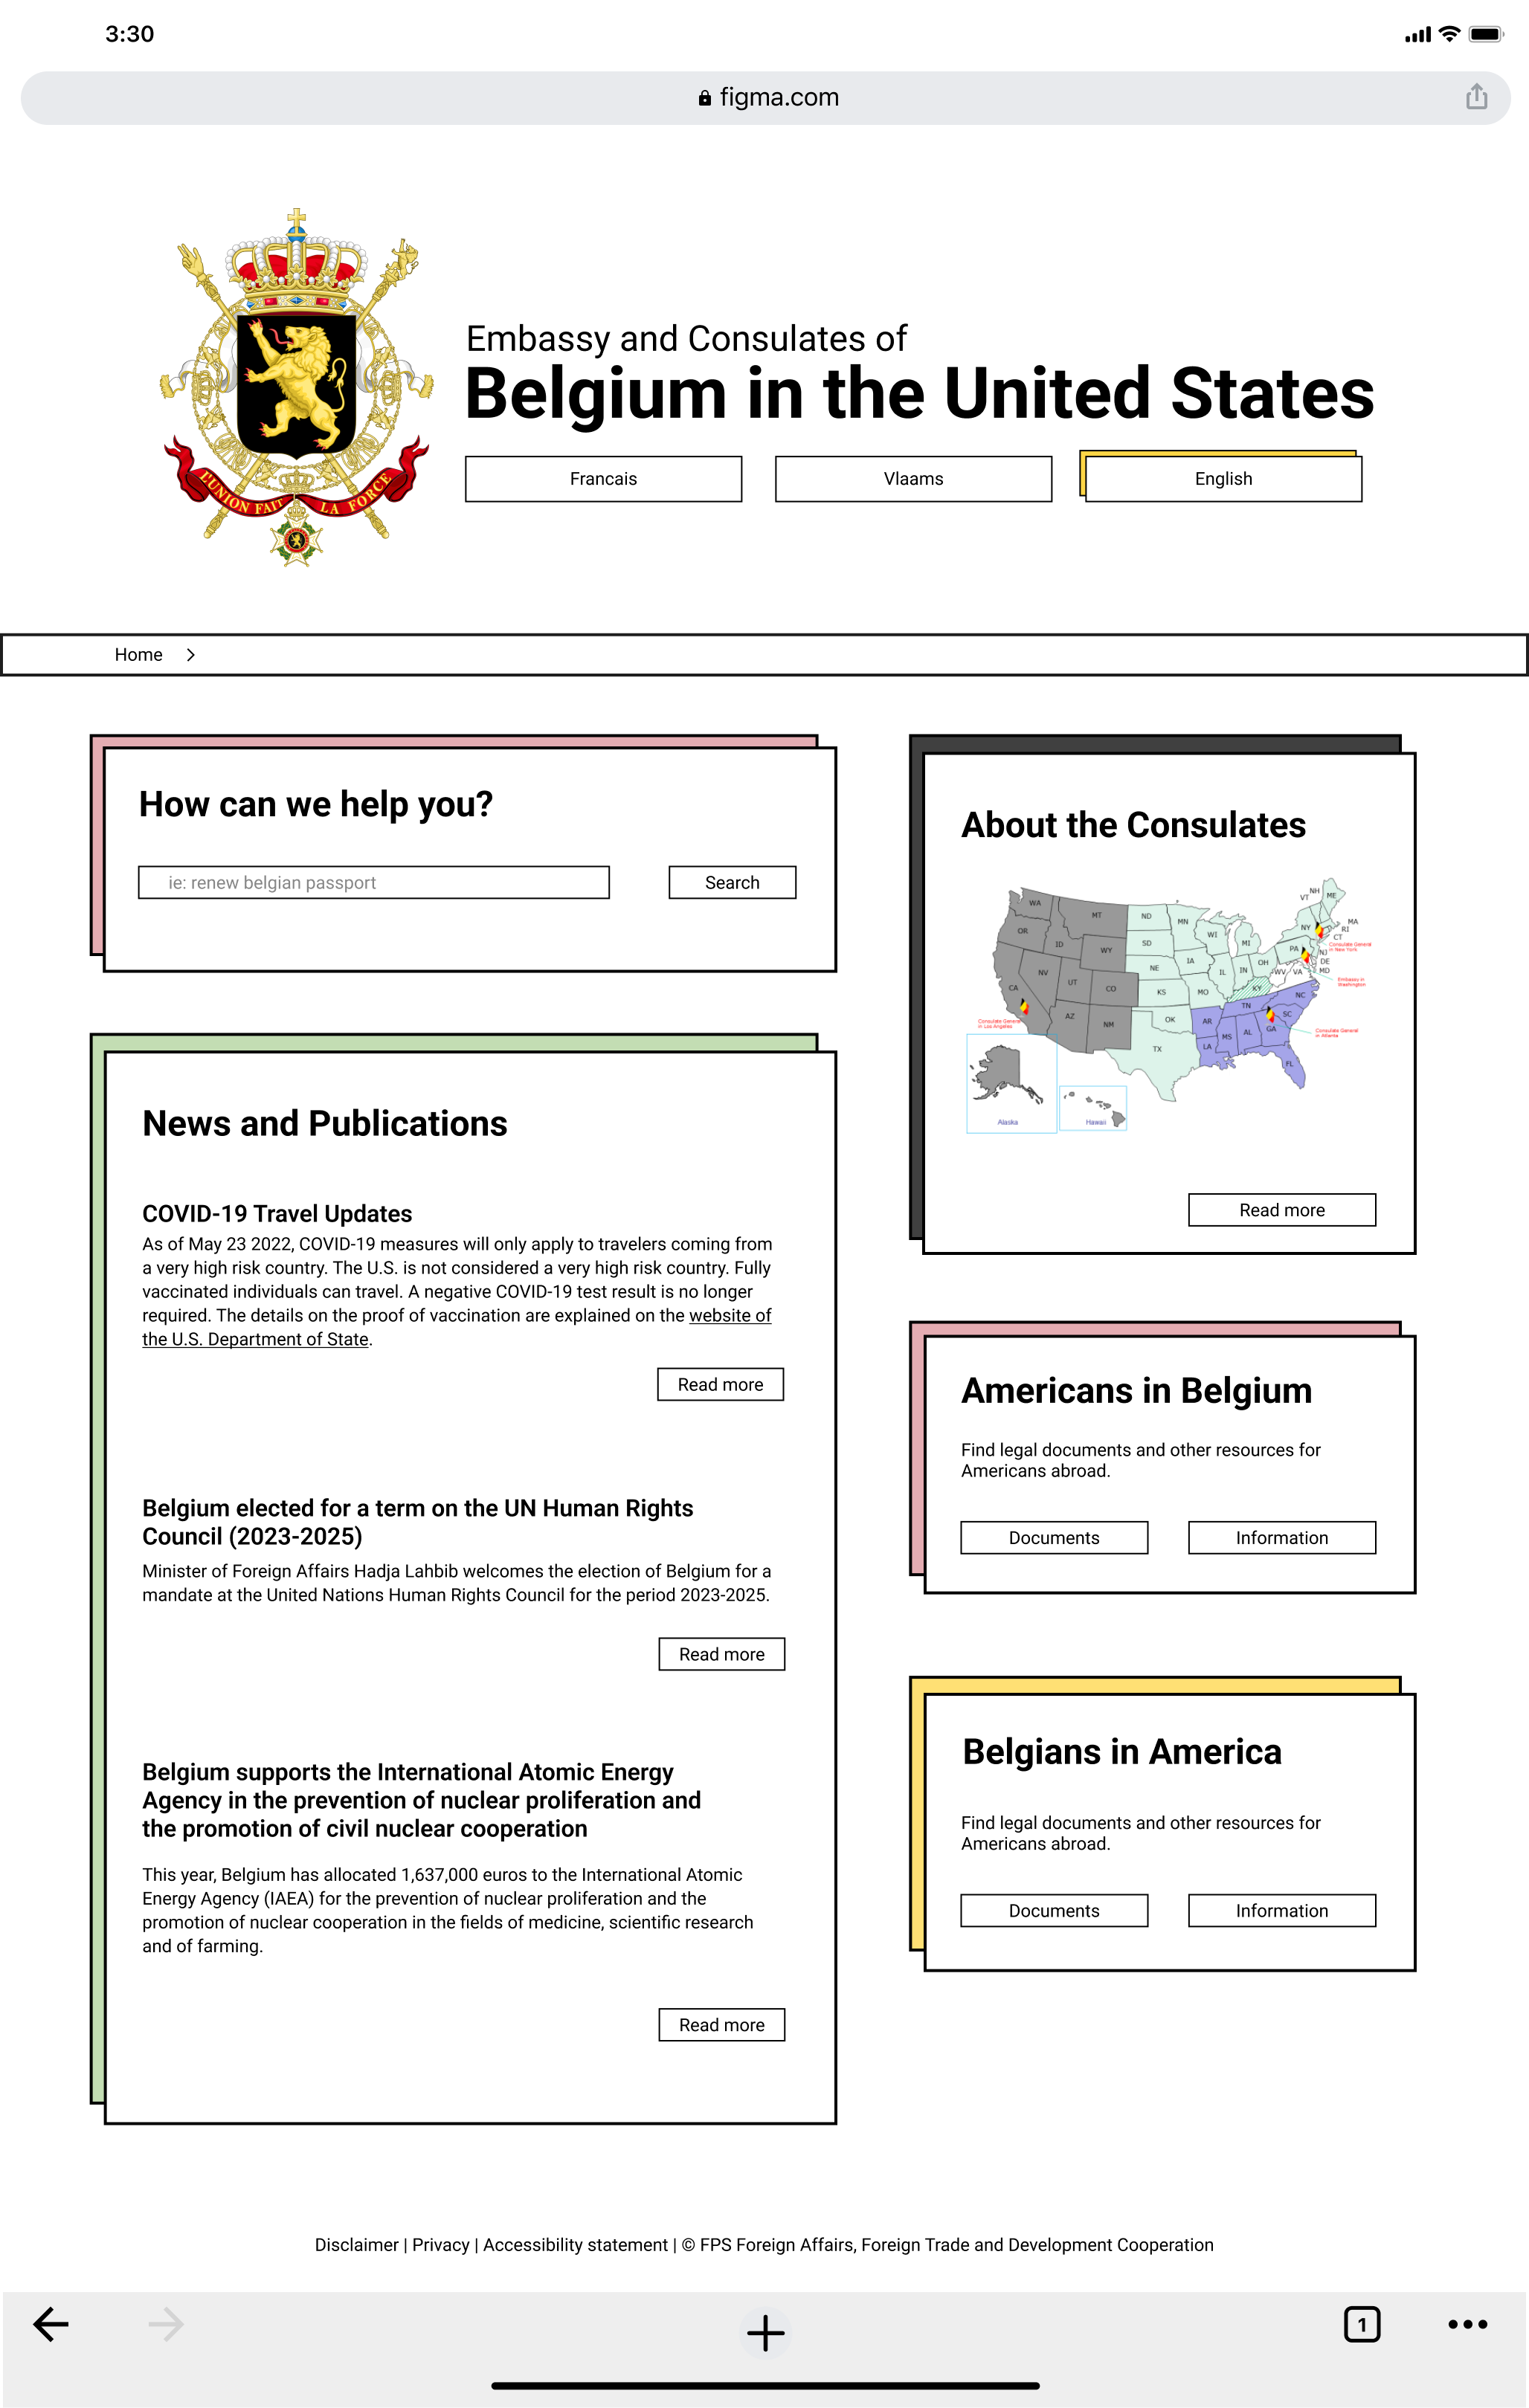 3:30
figma.com
L'UNION FAIT LA FORCE
Embassy and Consulates of
Belgium in the United States
Francais
Vlaams
English
Home
How can we help you?
ie: renew belgian passport
Search
News and Publications
COVID-19 Travel Updates
As of May 23 2022, COVID-19 measures will only apply to travelers coming from
a very high risk country. The U.S. is not considered a very high risk country. Fully
vaccinated individuals can travel. A negative COVID-19 test result is no longer
required. The details on the proof of vaccination are explained on the website of
the U.S. Department of State.
Read more
Belgium elected for a term on the UN Human Rights
Council (2023-2025)
Minister of Foreign Affairs Hadja Lahbib welcomes the election of Belgium for a
mandate at the United Nations Human Rights Council for the period 2023-2025.
Read more
Belgium supports the International Atomic Energy
Agency in the prevention of nuclear proliferation and
the promotion of civil nuclear cooperation
This year, Belgium has allocated 1,637,000 euros to the International Atomic
Energy Agency (IAEA) for the prevention of nuclear proliferation and the
promotion of nuclear cooperation in the fields of medicine, scientific research
and of farming.
Read more
About the Consulates
WA
OR
ID
MT
WY
NV
UT
CO
CA
AZ
NM
ND
SD
NE
KS
OK
TX
MN
IA
MO
WI
IL
MI
IN
OH
KY
WV
VA
PA
NY
VT
NH
ME
MA
RI
CT
NJ
DE
MD
TN
NC
SC
AR
MS
AL
GA
LA
FL
Consulate General
in New York
Embassy in
Washington
Consulate General
in Los Angeles
Consulate General
in Atlanta
Alaska
Hawaii
Read more
Americans in Belgium
Find legal documents and other resources for
Americans abroad.
Documents
Information
Belgians in America
Find legal documents and other resources for
Americans abroad.
Documents
Information
Disclaimer | Privacy | Accessibility statement | © FPS Foreign Affairs, Foreign Trade and Development Cooperation
1